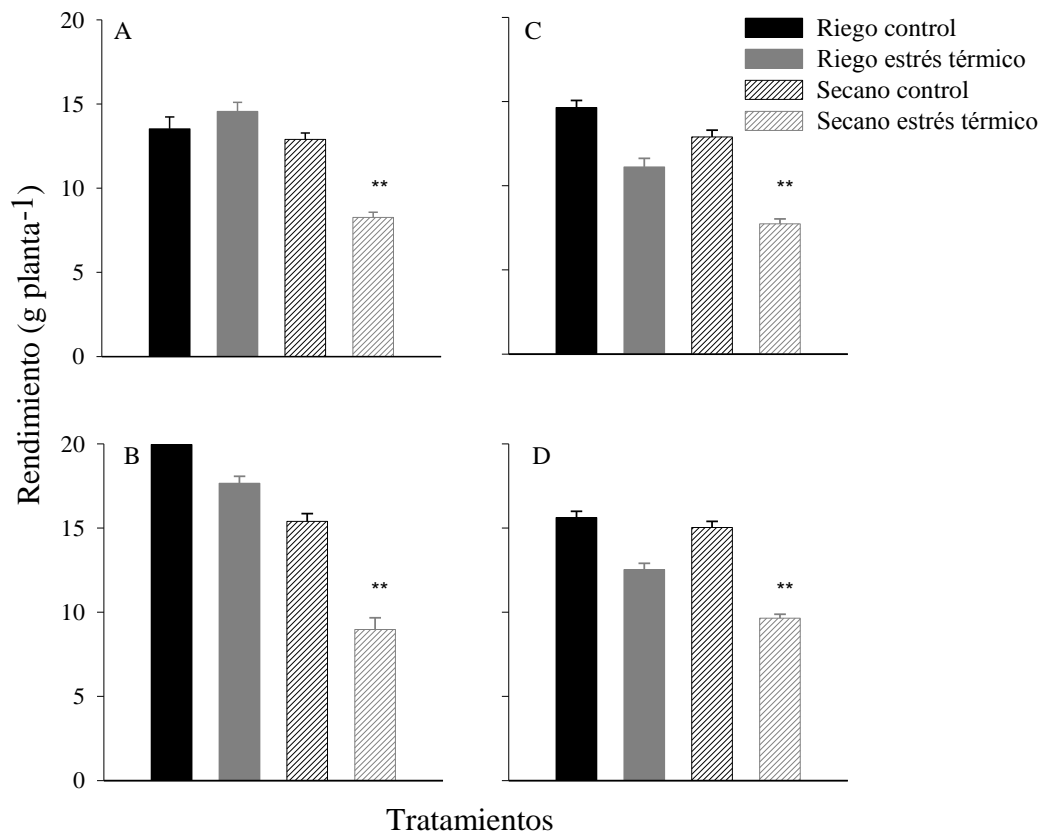 Rendimiento (g planta-1)
A
20
15
10
5
0
**
C
**
Riego control
Riego estrés térmico
Secano control
Secano estrés térmico
B
20
15
10
5
0
**
D
**
Tratamientos